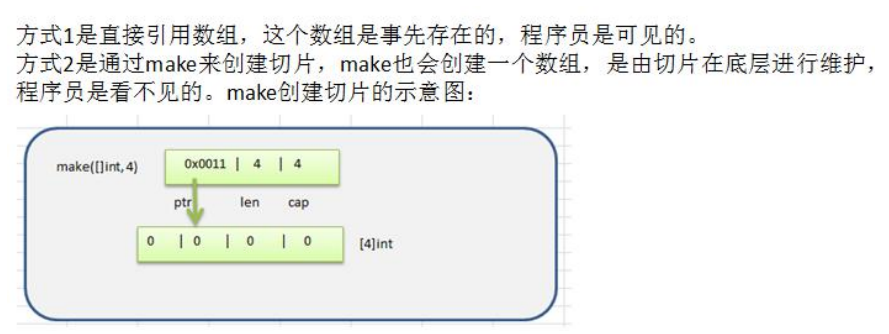 方式1是直接引用数组，这个数组是事先存在的，程序员是可见的。
方式2是通过make来创建切片，make也会创建一个数组，是由切片在底层进行维护，
程序员是看不见的。make创建切片的示意图：
make([]int,4) 0x0011 | 4 | 4
ptr len cap
0 | 0 | 0 | 0 [4]int